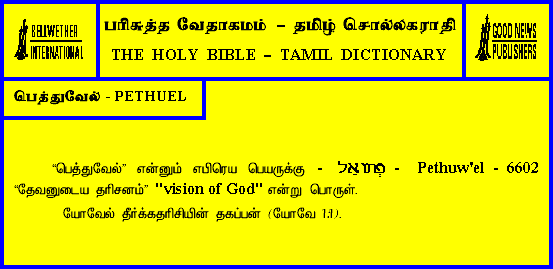 BELLWETHER
INTERNATIONAL
பரிசுத்த வேதாகமம் – தமிழ் சொல்லகராதி
THE HOLY BIBLE – TAMIL DICTIONARY
GOOD NEWS
PUBLISHERS
பெத்துவேல் - PETHUEL
“பெத்துவேல்” என்னும் எபிரெய பெயருக்கு - פְּתוּאֵל - Pethuw'el - 6602
“தேவனுடைய தரிசனம்” "vision of God" என்று பொருள்.
யோவேல் தீர்க்கதரிசியின் தகப்பன் (யோவே 1:1).